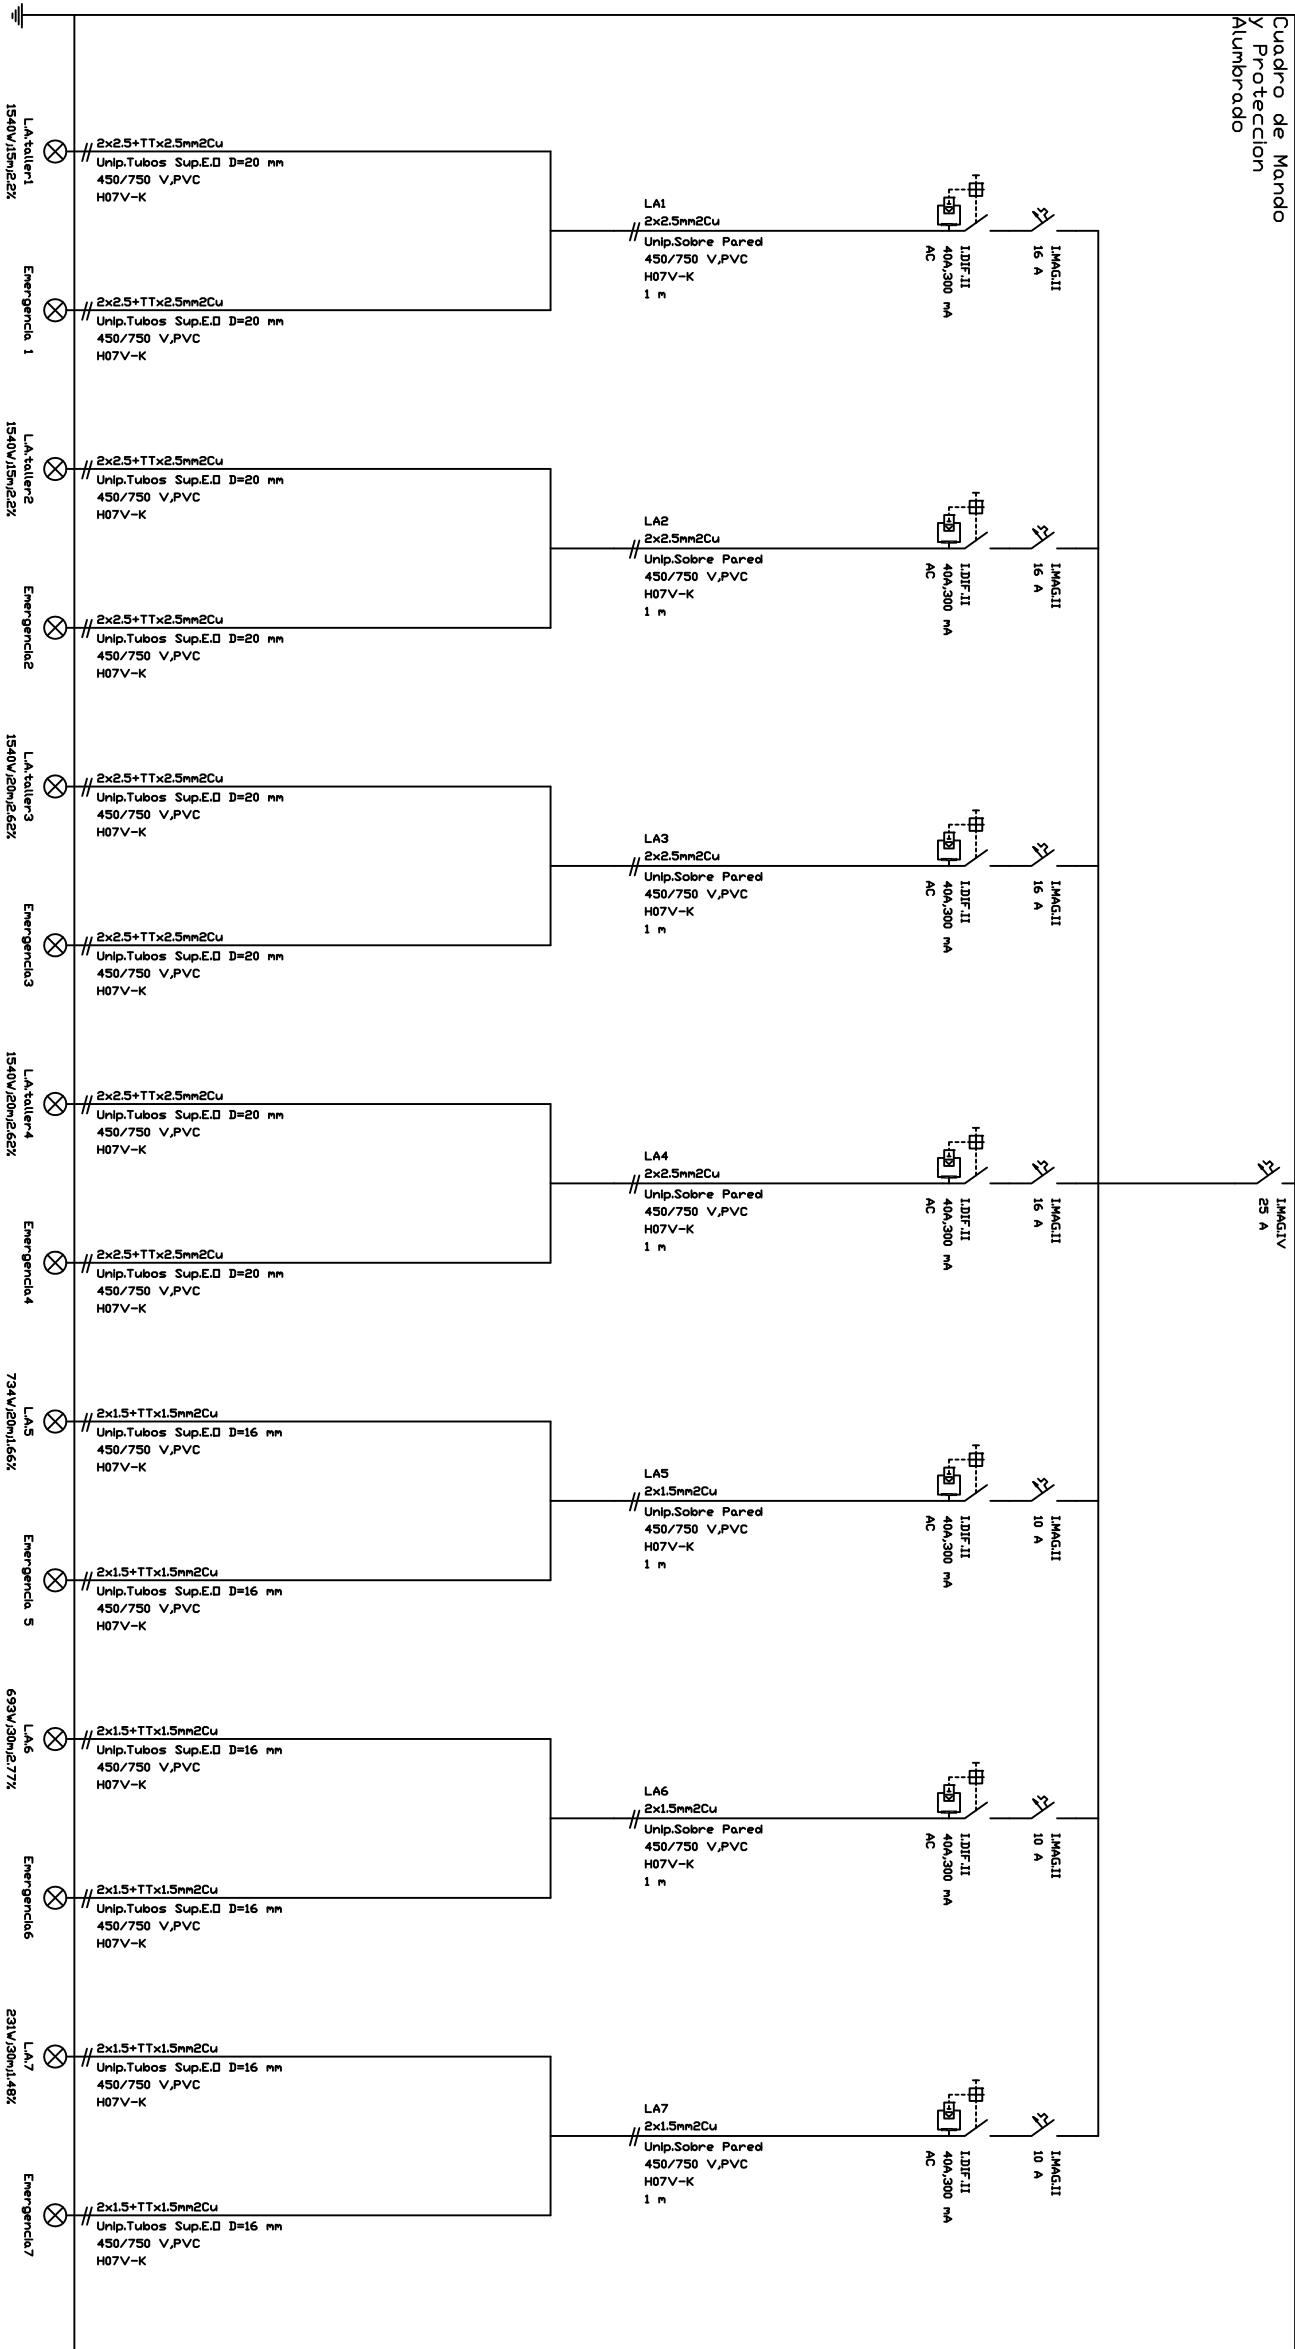 Cuadro de Mando
y Proteccion
Alumbrado
I.MAG.IV
25 A
I.MAG.II
16 A
I.DIF.II
40A,300 mA
AC
LA1
2x2.5mm2Cu
Unip.Sobre Pared
450/750 V,PVC
H07V-K
1 m
2x2.5+TTx2.5mm2Cu
Unip.Tubos Sup.E.O D=20 mm
450/750 V,PVC
H07V-K
L.A.taller1
1540W;15m;2.2%
2x2.5+TTx2.5mm2Cu
Unip.Tubos Sup.E.O D=20 mm
450/750 V,PVC
H07V-K
Emergencia 1
I.MAG.II
16 A
I.DIF.II
40A,300 mA
AC
LA2
2x2.5mm2Cu
Unip.Sobre Pared
450/750 V,PVC
H07V-K
1 m
2x2.5+TTx2.5mm2Cu
Unip.Tubos Sup.E.O D=20 mm
450/750 V,PVC
H07V-K
L.A.taller2
1540W;15m;2.2%
2x2.5+TTx2.5mm2Cu
Unip.Tubos Sup.E.O D=20 mm
450/750 V,PVC
H07V-K
Emergencia2
I.MAG.II
16 A
I.DIF.II
40A,300 mA
AC
LA3
2x2.5mm2Cu
Unip.Sobre Pared
450/750 V,PVC
H07V-K
1 m
2x2.5+TTx2.5mm2Cu
Unip.Tubos Sup.E.O D=20 mm
450/750 V,PVC
H07V-K
L.A.taller3
1540W;20m;2.62%
2x2.5+TTx2.5mm2Cu
Unip.Tubos Sup.E.O D=20 mm
450/750 V,PVC
H07V-K
Emergencia3
I.MAG.II
16 A
I.DIF.II
40A,300 mA
AC
LA4
2x2.5mm2Cu
Unip.Sobre Pared
450/750 V,PVC
H07V-K
1 m
2x2.5+TTx2.5mm2Cu
Unip.Tubos Sup.E.O D=20 mm
450/750 V,PVC
H07V-K
L.A.taller4
1540W;20m;2.62%
2x2.5+TTx2.5mm2Cu
Unip.Tubos Sup.E.O D=20 mm
450/750 V,PVC
H07V-K
Emergencia4
I.MAG.II
10 A
I.DIF.II
40A,300 mA
AC
LA5
2x1.5mm2Cu
Unip.Sobre Pared
450/750 V,PVC
H07V-K
1 m
2x1.5+TTx1.5mm2Cu
Unip.Tubos Sup.E.O D=16 mm
450/750 V,PVC
H07V-K
L.A.5
734W;20m;1.66%
2x1.5+TTx1.5mm2Cu
Unip.Tubos Sup.E.O D=16 mm
450/750 V,PVC
H07V-K
Emergencia 5
I.MAG.II
10 A
I.DIF.II
40A,300 mA
AC
LA6
2x1.5mm2Cu
Unip.Sobre Pared
450/750 V,PVC
H07V-K
1 m
2x1.5+TTx1.5mm2Cu
Unip.Tubos Sup.E.O D=16 mm
450/750 V,PVC
H07V-K
L.A.6
693W;30m;2.77%
2x1.5+TTx1.5mm2Cu
Unip.Tubos Sup.E.O D=16 mm
450/750 V,PVC
H07V-K
Emergencia6
I.MAG.II
10 A
I.DIF.II
40A,300 mA
AC
LA7
2x1.5mm2Cu
Unip.Sobre Pared
450/750 V,PVC
H07V-K
1 m
2x1.5+TTx1.5mm2Cu
Unip.Tubos Sup.E.O D=16 mm
450/750 V,PVC
H07V-K
L.A.7
231W;30m;1.48%
2x1.5+TTx1.5mm2Cu
Unip.Tubos Sup.E.O D=16 mm
450/750 V,PVC
H07V-K
Emergencia7